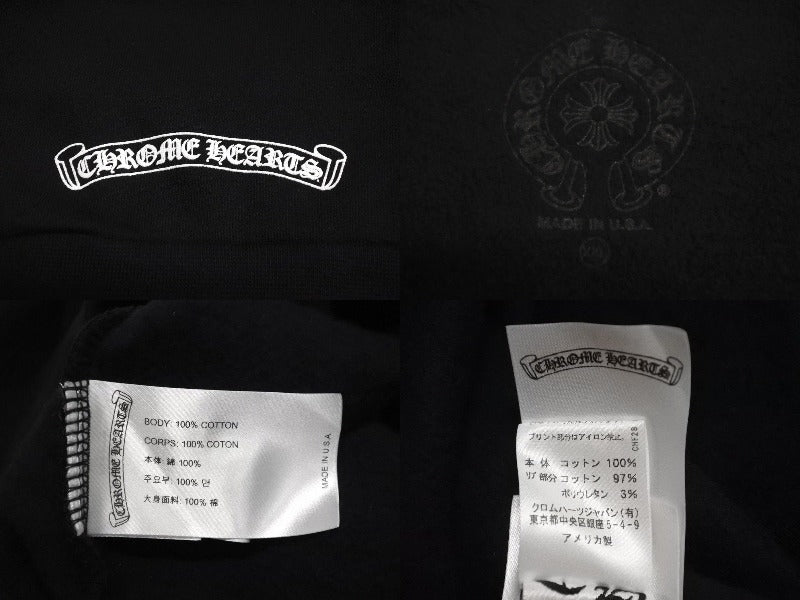 CHROME HEARTS
CHROME HEARTS
MADE IN U.S.A.
CHROME HEARTS
BODY: 100% COTTON
CORPS: 100% COTON
本体: 綿 100%
주요부: 100% 면
大身面料: 100% 棉
MADE IN U.S.A
CHROME HEARTS
プリント部分はアイロン禁止.
CHF28
本 体 コットン 100%
リブ部分 コットン 97%
ポリウレタン 3%
クロムハーツジャパン(有)
東京都中央区銀座5-4-9
アメリカ製